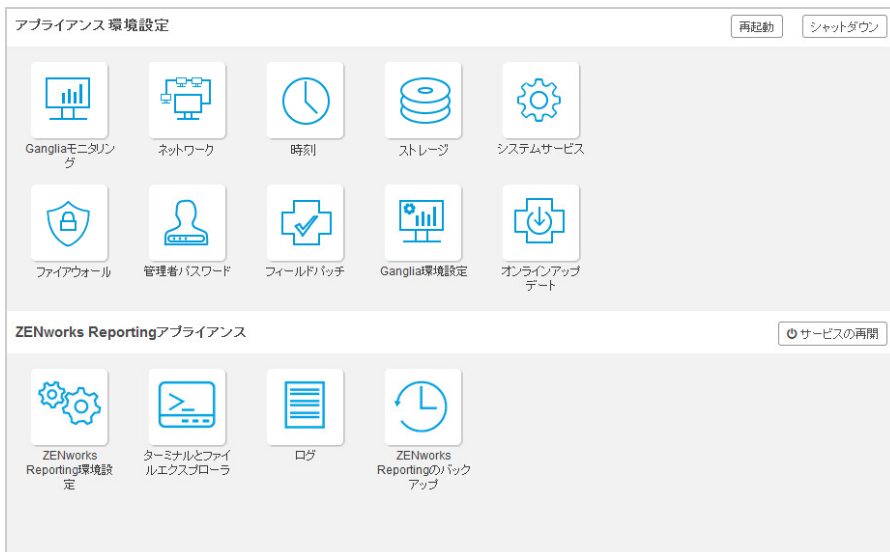 アプライアンス 環境設定
再起動
シャットダウン
Gangliaモニタリン
グ
ネットワーク
時刻
ストレージ
システムサービス
ファイアウォール
管理者パスワード
フィールドパッチ
Ganglia環境設定
オンラインアップ
デート
ZENworks Reportingアプライアンス
サービスの再開
ZENworks
Reporting環境設
定
ターミナルとファイ
ルエクスプローラ
ログ
ZENworks
Reportingのバック
アップ